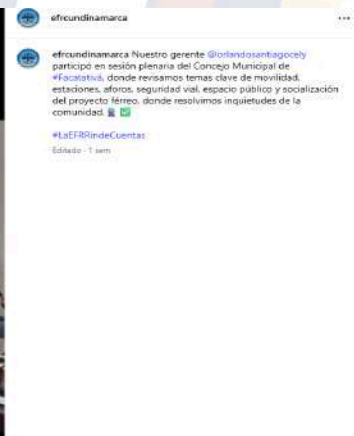 efrcundinamarca
efrcundinamarca Nuestro gerente @orlandosantiagocely
participó en sesión plenaria del Concejo Municipal de
#Facatativá, donde revisamos temas clave de movilidad,
estaciones, aforos, seguridad vial, espacio público y socialización
del proyecto férreo, donde resolvimos inquietudes de la
comunidad. 🚆 ✅
#LaEFRRindeCuentas
Editado · 1 sem